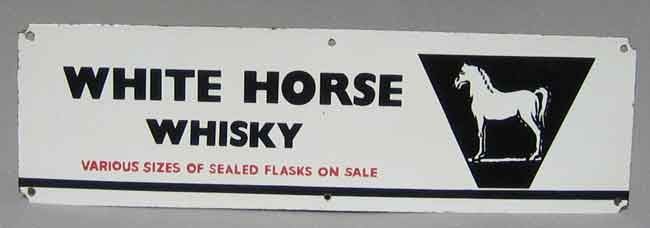 WHITE HORSE
WHISKY
VARIOUS SIZES OF SEALED FLASKS ON SALE